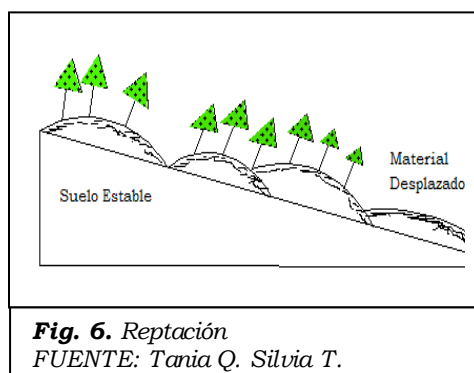 Material
Desplazado
Suelo Estable
Fig. 6. Reptación
FUENTE: Tania Q. Silvia T.